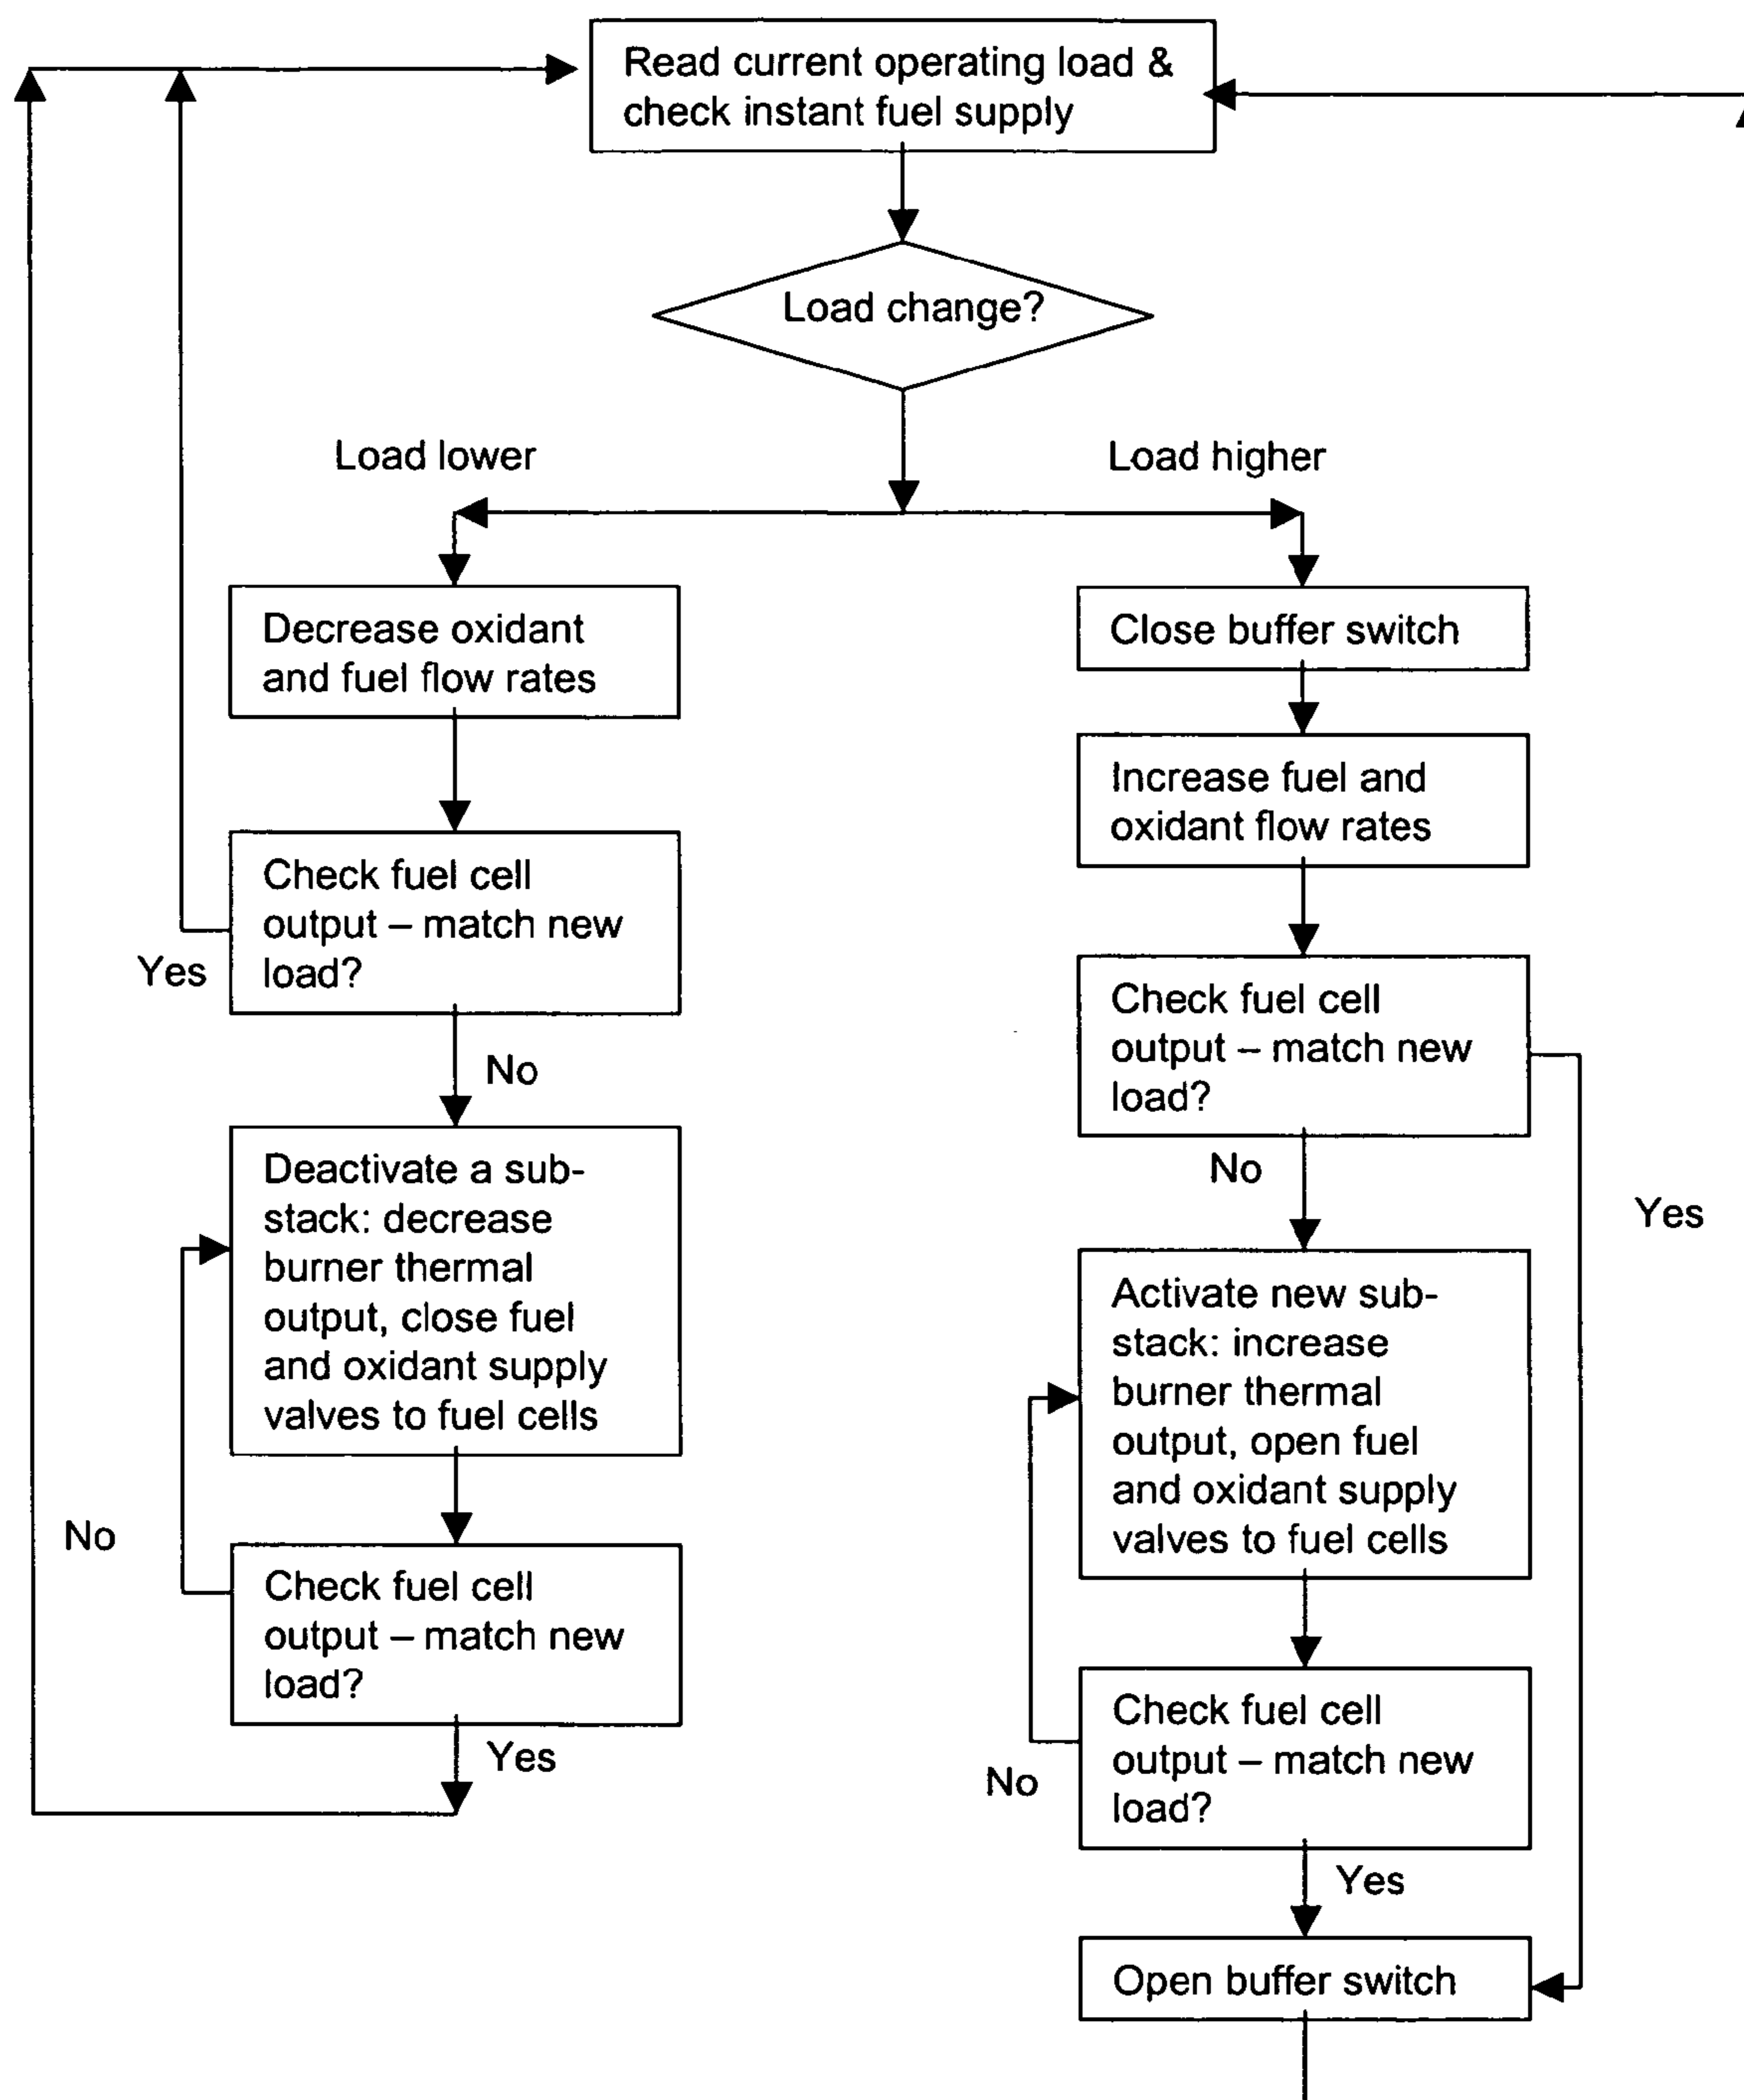 Read current operating load &
check instant fuel supply
Load change?
Load lower
Load higher
Decrease oxidant
and fuel flow rates
Check fuel cell
output – match new
load?
Yes
No
Deactivate a sub-
stack: decrease
burner thermal
output, close fuel
and oxidant supply
valves to fuel cells
No
Check fuel cell
output – match new
load?
Yes
Close buffer switch
Increase fuel and
oxidant flow rates
Check fuel cell
output – match new
load?
No
Yes
Activate new sub-
stack: increase
burner thermal
output, open fuel
and oxidant supply
valves to fuel cells
Check fuel cell
output – match new
load?
No
Yes
Open buffer switch